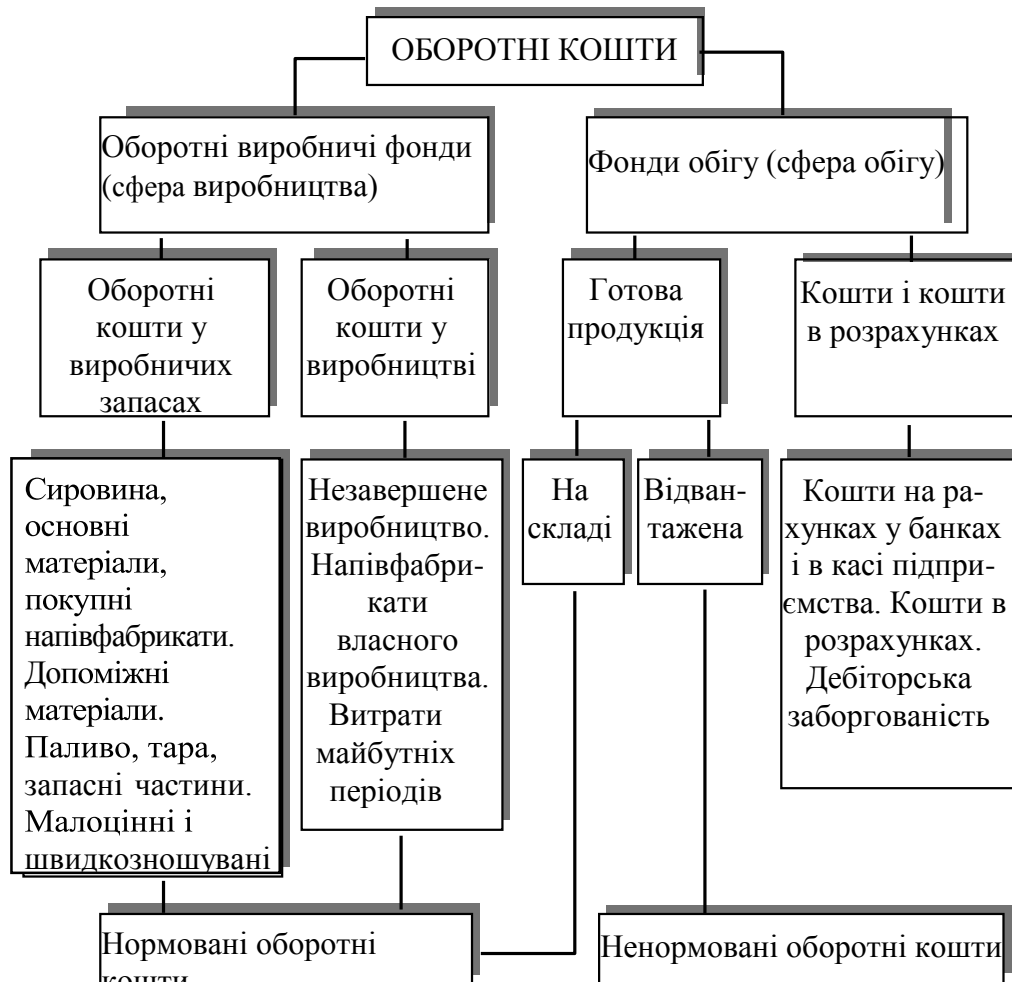 ОБОРОТНІ КОШТИ
Оборотні виробничі фонди
(сфера виробництва)
Фонди обігу (сфера обігу)
Оборотні
кошти у
виробничих
запасах
Оборотні
кошти у
виробництві
Готова
продукція
Кошти і кошти
в розрахунках
Сировина,
основні
матеріали,
покупні
напівфабрикати.
Допоміжні
матеріали.
Паливо, тара,
запасні частини.
Малоцінні і
швидкозношувані
Незавершене
виробництво.
Напівфабри-
кати
власного
виробництва.
Витрати
майбутніх
періодів
На
складі
Відван-
тажена
Кошти на ра-
хунках у банках
і в касі підпри-
ємства. Кошти в
розрахунках.
Дебіторська
заборгованість
Нормовані оборотні
кошти
Ненормовані оборотні кошти